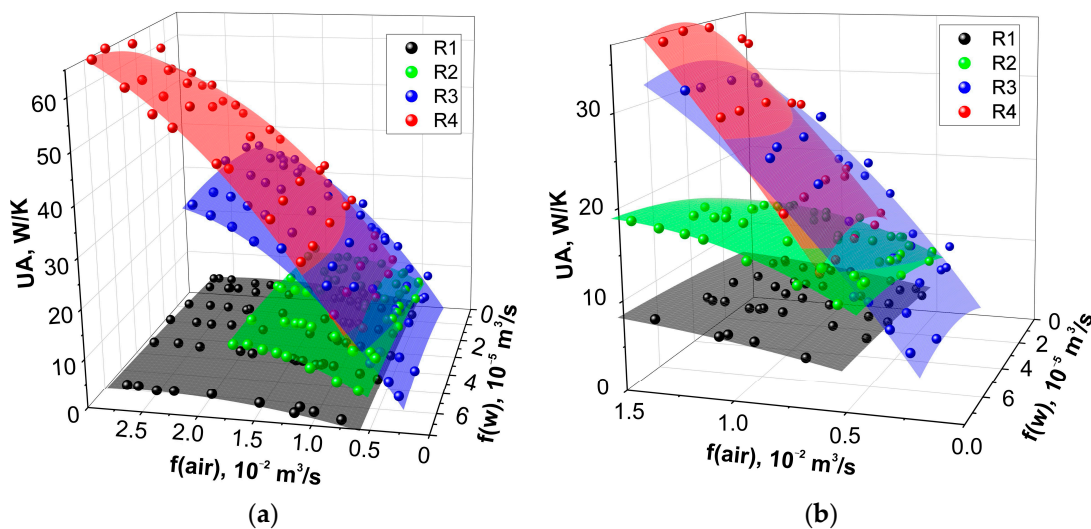 R1
R2
R3
R4
60
50
40
30
20
10
0
UA, W/K
2.5
2.0
1.5
1.0
0.5
0
f(air), 10⁻² m³/s
0
2
4
6
f(w), 10⁻⁵ m³/s
(a)
R1
R2
R3
R4
30
20
10
0
UA, W/K
1.5
1.0
0.5
0.0
f(air), 10⁻² m³/s
0
2
4
6
f(w), 10⁻⁵ m³/s
(b)